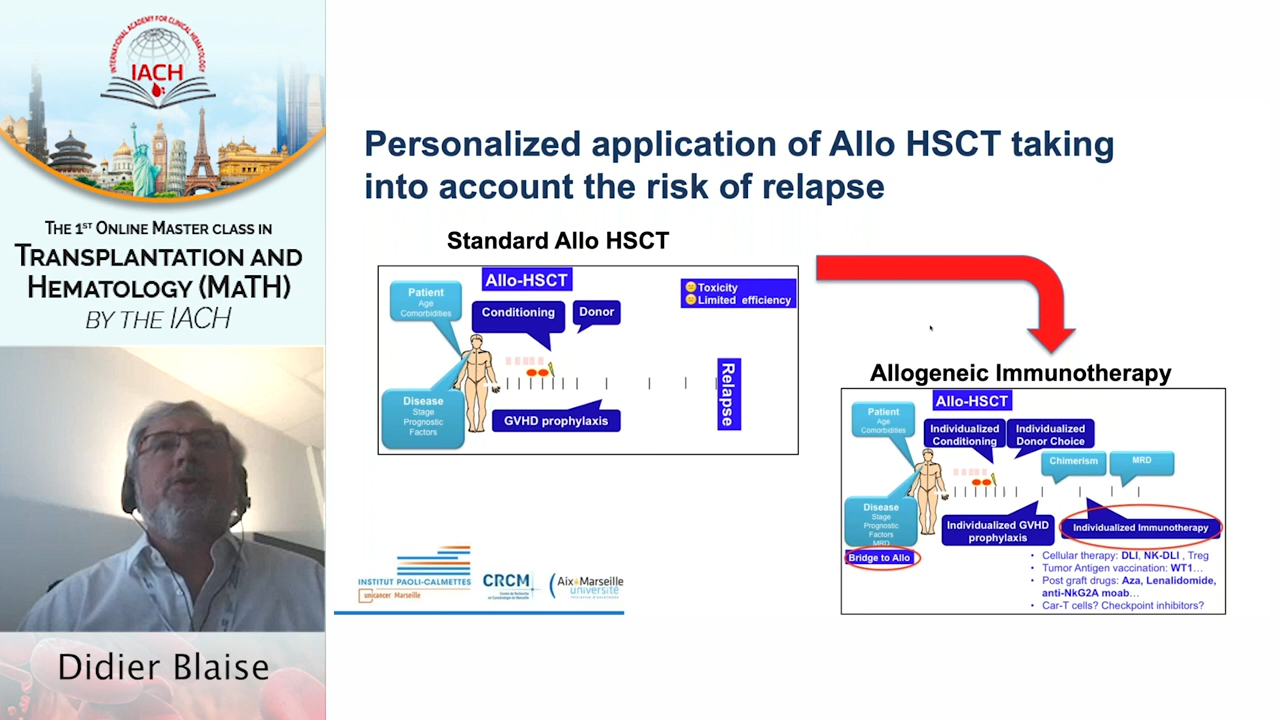 INTERNATIONAL ACADEMY FOR CLINICAL HEMATOLOGY
IACH
THE 1ST ONLINE MASTER CLASS IN
TRANSPLANTATION AND
HEMATOLOGY (MATH)
BY THE IACH
Didier Blaise
Personalized application of Allo HSCT taking
into account the risk of relapse
Standard Allo HSCT
Allo-HSCT
Patient
Age
Comorbidities
Conditioning
Donor
Toxicity
Limited efficiency
Disease
Stage
Prognostic
Factors
GVHD prophylaxis
Relapse
Allogeneic Immunotherapy
Allo-HSCT
Patient
Age
Comorbidities
Individualized
Conditioning
Individualized
Donor Choice
Chimerism
MRD
Disease
Stage
Prognostic
Factors
MRD
Bridge to Allo
Individualized GVHD
prophylaxis
Individualized Immunotherapy
• Cellular therapy: DLI, NK-DLI , Treg
• Tumor Antigen vaccination: WT1…
• Post graft drugs: Aza, Lenalidomide,
anti-NkG2A moab…
• Car-T cells? Checkpoint inhibitors?
INSTITUT PAOLI-CALMETTES
unicancer Marseille
CRCM
Aix*Marseille
université